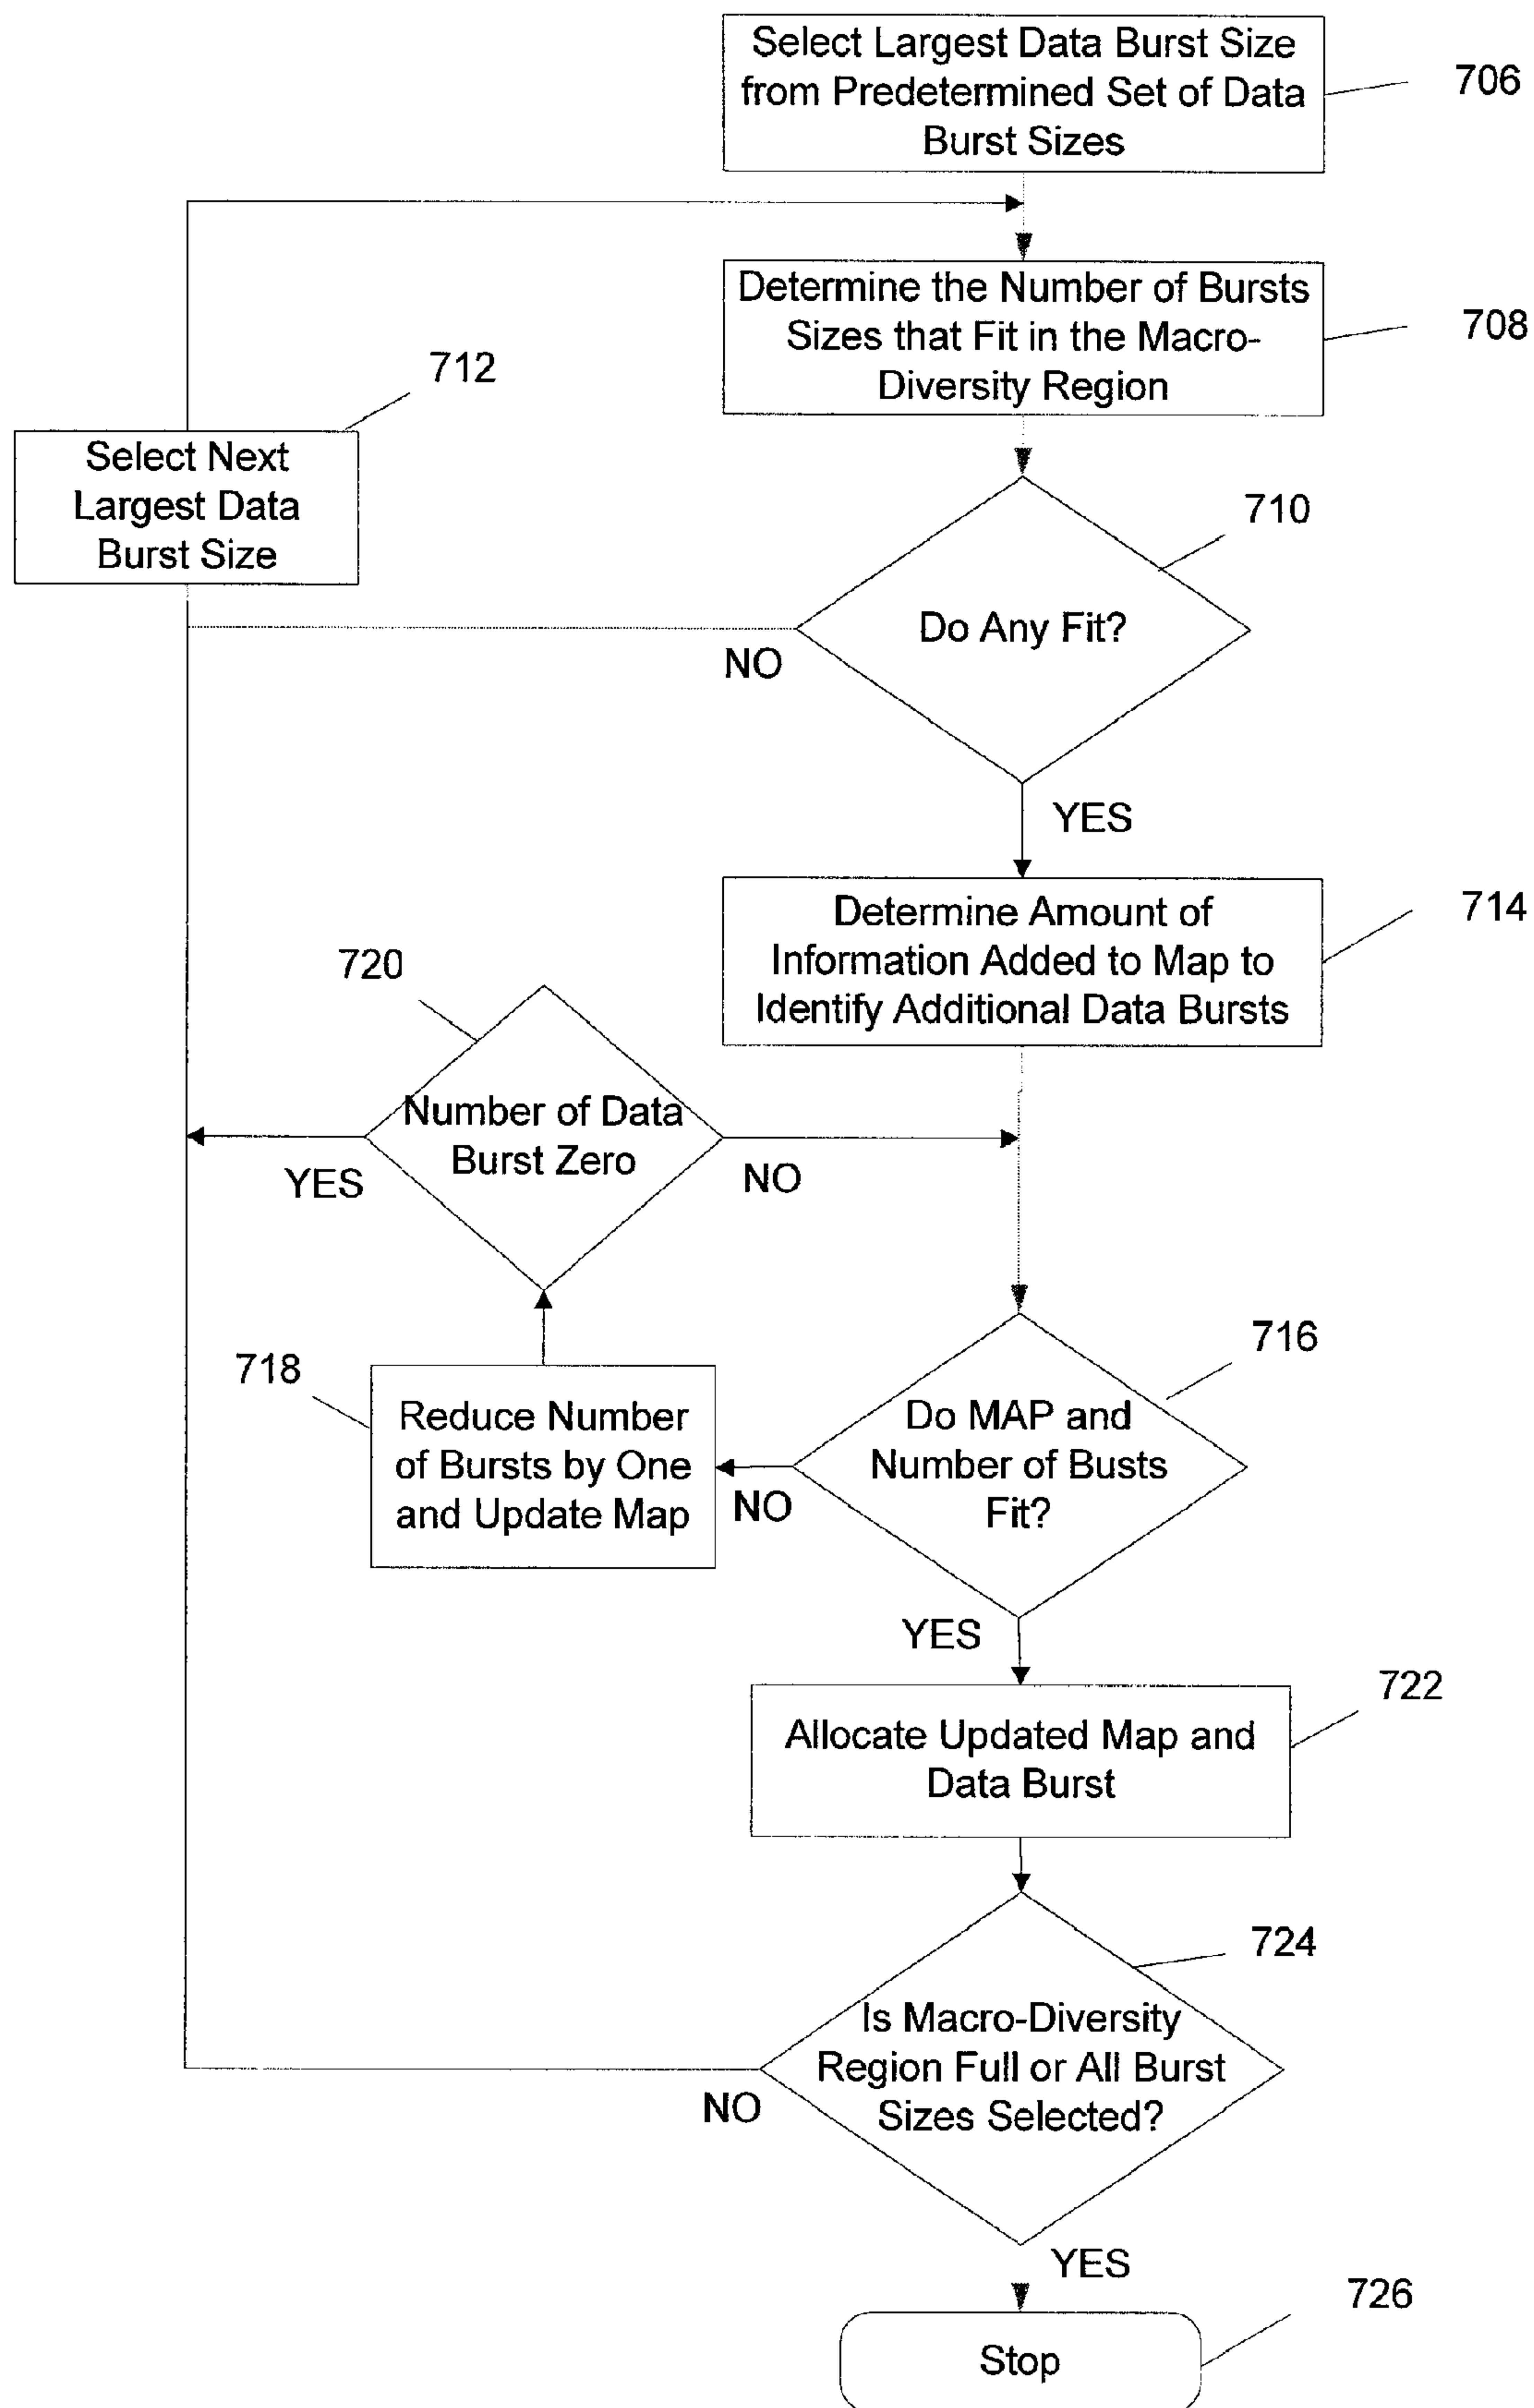 Select Largest Data Burst Size
from Predetermined Set of Data
Burst Sizes
706
Determine the Number of Bursts
Sizes that Fit in the Macro-
Diversity Region
708
712
Select Next
Largest Data
Burst Size
710
Do Any Fit?
NO
YES
Determine Amount of
Information Added to Map to
Identify Additional Data Bursts
714
720
Number of Data
Burst Zero
YES
NO
716
Do MAP and
Number of Busts
Fit?
NO
718
Reduce Number
of Bursts by One
and Update Map
YES
722
Allocate Updated Map and
Data Burst
724
Is Macro-Diversity
Region Full or All Burst
Sizes Selected?
NO
YES
726
Stop